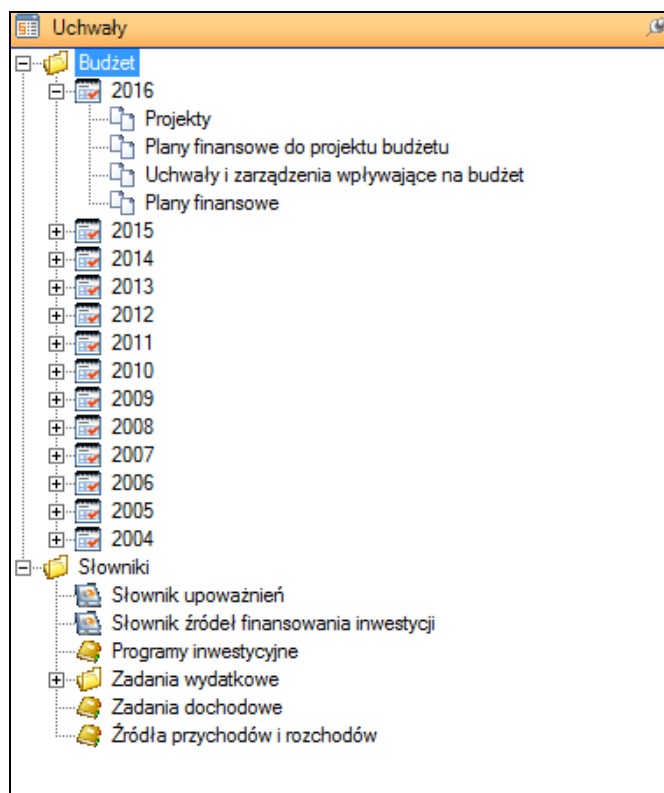 Uchwały
Budżet
2016
Projekty
Plany finansowe do projektu budżetu
Uchwały i zarządzenia wpływające na budżet
Plany finansowe
2015
2014
2013
2012
2011
2010
2009
2008
2007
2006
2005
2004
Słowniki
Słownik upoważnień
Słownik źródeł finansowania inwestycji
Programy inwestycyjne
Zadania wydatkowe
Zadania dochodowe
Źródła przychodów i rozchodów